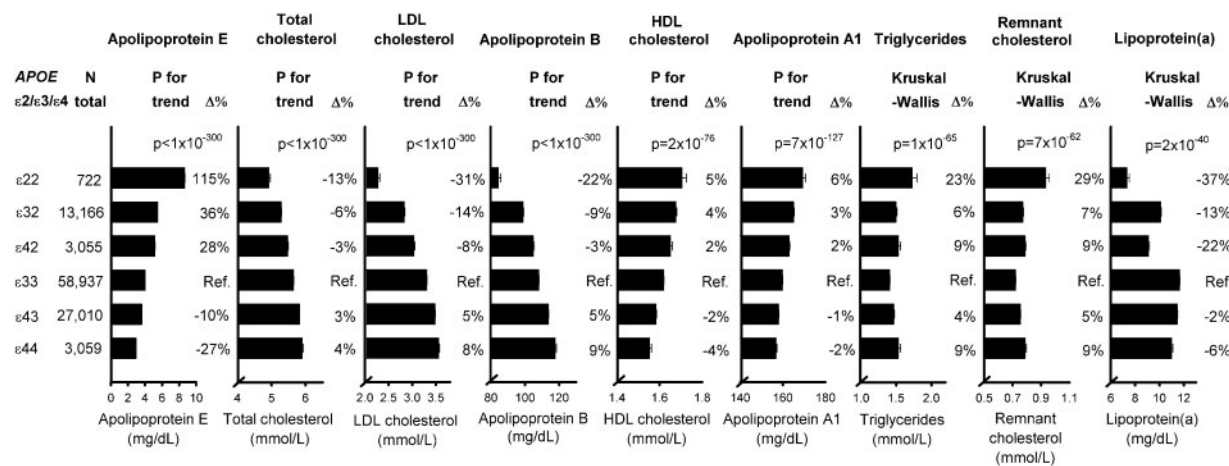 Total LDL HDL Remnant
Apolipoprotein E cholesterol cholesterol Apolipoprotein B cholesterol Apolipoprotein A1 Triglycerides cholesterol Lipoprotein(a)
APOE N P for P for P for P for P for P for Kruskal Kruskal Kruskal
ε2/ε3/ε4 total trend Δ% trend Δ% trend Δ% trend Δ% trend Δ% trend Δ% -Wallis Δ% -Wallis Δ% -Wallis Δ%
p<1x10⁻³⁰⁰ p<1x10⁻³⁰⁰ p<1x10⁻³⁰⁰ p<1x10⁻³⁰⁰ p=2x10⁻⁷⁶ p=7x10⁻¹²⁷ p=1x10⁻⁶⁵ p=7x10⁻⁶² p=2x10⁻⁴⁰
ε22 722 115% -13% -31% -22% 5% 6% 23% 29% -37%
ε32 13,166 36% -6% -14% -9% 4% 3% 6% 7% -13%
ε42 3,055 28% -3% -8% -3% 2% 2% 9% 9% -22%
ε33 58,937 Ref. Ref. Ref. Ref. Ref. Ref. Ref. Ref. Ref.
ε43 27,010 -10% 3% 5% 5% -2% -1% 4% 5% -2%
ε44 3,059 -27% 4% 8% 9% -4% -2% 9% 9% -6%
0 2 4 6 8 10 4 5 6 2.0 2.5 3.0 3.5 80 100 120 1.4 1.6 1.8 140 160 180 1.0 1.5 2.0 0.5 0.7 0.9 1.1 6 8 10 12
Apolipoprotein E Total cholesterol LDL cholesterol Apolipoprotein B HDL cholesterol Apolipoprotein A1 Triglycerides Remnant Lipoprotein(a)
(mg/dL) (mmol/L) (mmol/L) (mg/dL) (mmol/L) (mg/dL) (mmol/L) cholesterol (mg/dL)
(mmol/L)